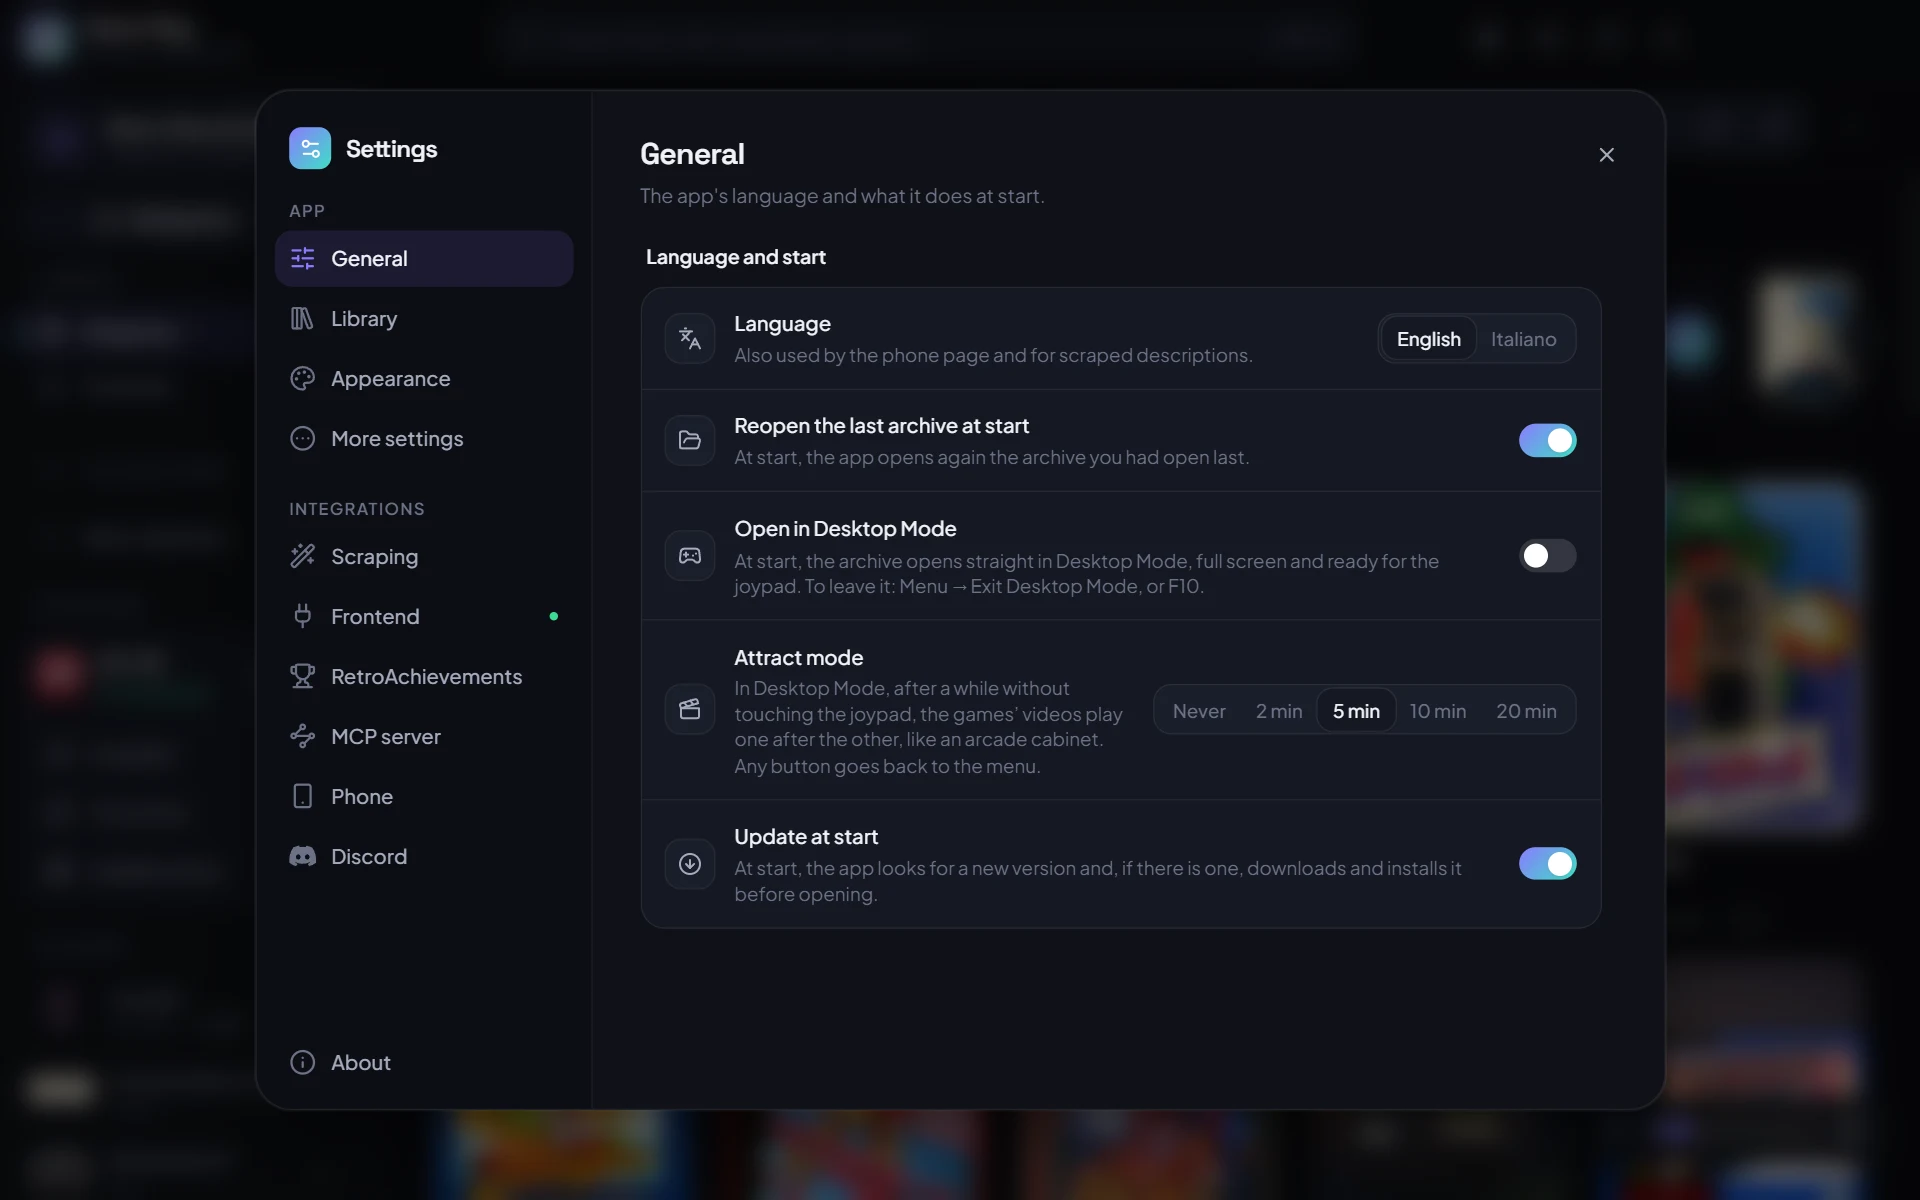 Settings
APP
General
Library
Appearance
More settings
INTEGRATIONS
Scraping
Frontend
RetroAchievements
MCP server
Phone
Discord
About
General
The app's language and what it does at start.
Language and start
Language
Also used by the phone page and for scraped descriptions.
English
Italiano
Reopen the last archive at start
At start, the app opens again the archive you had open last.
Open in Desktop Mode
At start, the archive opens straight in Desktop Mode, full screen and ready for the
joypad. To leave it: Menu → Exit Desktop Mode, or F10.
Attract mode
In Desktop Mode, after a while without
touching the joypad, the games’ videos play
one after the other, like an arcade cabinet.
Any button goes back to the menu.
Never
2 min
5 min
10 min
20 min
Update at start
At start, the app looks for a new version and, if there is one, downloads and installs it
before opening.